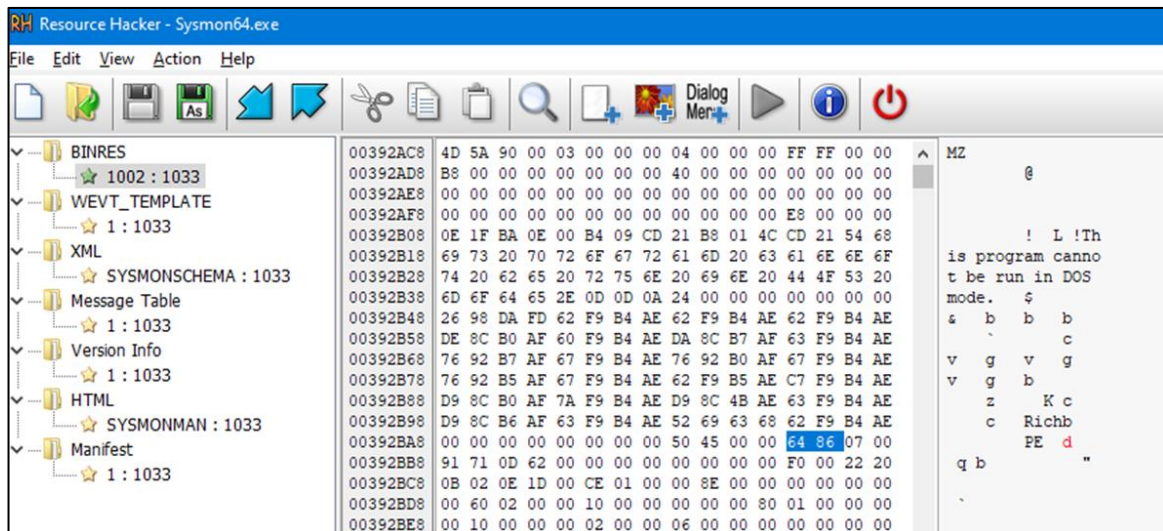 RH Resource Hacker - Sysmon64.exe
File Edit View Action Help
As
Dialog
Menu
BINRES
1002 : 1033
WEVT_TEMPLATE
1 : 1033
XML
SYSMONSCHEMA : 1033
Message Table
1 : 1033
Version Info
1 : 1033
HTML
SYSMONMAN : 1033
Manifest
1 : 1033
00392AC8 4D 5A 90 00 03 00 00 00 04 00 00 00 FF FF 00 00 MZ
00392AD8 B8 00 00 00 00 00 00 00 40 00 00 00 00 00 00 00 @
00392AE8 00 00 00 00 00 00 00 00 00 00 00 00 00 00 00 00
00392AF8 00 00 00 00 00 00 00 00 00 00 00 00 E8 00 00 00
00392B08 0E 1F BA 0E 00 B4 09 CD 21 B8 01 4C CD 21 54 68 ! L !Th
00392B18 69 73 20 70 72 6F 67 72 61 6D 20 63 61 6E 6E 6F is program canno
00392B28 74 20 62 65 20 72 75 6E 20 69 6E 20 44 4F 53 20 t be run in DOS
00392B38 6D 6F 64 65 2E 0D 0D 0A 24 00 00 00 00 00 00 00 mode. $
00392B48 26 98 DA FD 62 F9 B4 AE 62 F9 B4 AE 62 F9 B4 AE & b b b
00392B58 DE 8C B0 AF 60 F9 B4 AE DA 8C B7 AF 63 F9 B4 AE ` c
00392B68 76 92 B7 AF 67 F9 B4 AE 76 92 B0 AF 67 F9 B4 AE v g v g
00392B78 76 92 B5 AF 67 F9 B4 AE 62 F9 B5 AE C7 F9 B4 AE v g b
00392B88 D9 8C B0 AF 7A F9 B4 AE D9 8C 4B AE 63 F9 B4 AE z K c
00392B98 D9 8C B6 AF 63 F9 B4 AE 52 69 63 68 62 F9 B4 AE c Richb
00392BA8 00 00 00 00 00 00 00 00 50 45 00 00 64 86 07 00 PE d
00392BB8 91 71 0D 62 00 00 00 00 00 00 00 00 F0 00 22 20 q b "
00392BC8 0B 02 0E 1D 00 CE 01 00 00 8E 00 00 00 00 00 00
00392BD8 00 60 02 00 00 10 00 00 00 00 00 80 01 00 00 00 `
00392BE8 00 10 00 00 00 02 00 00 06 00 00 00 00 00 00 00